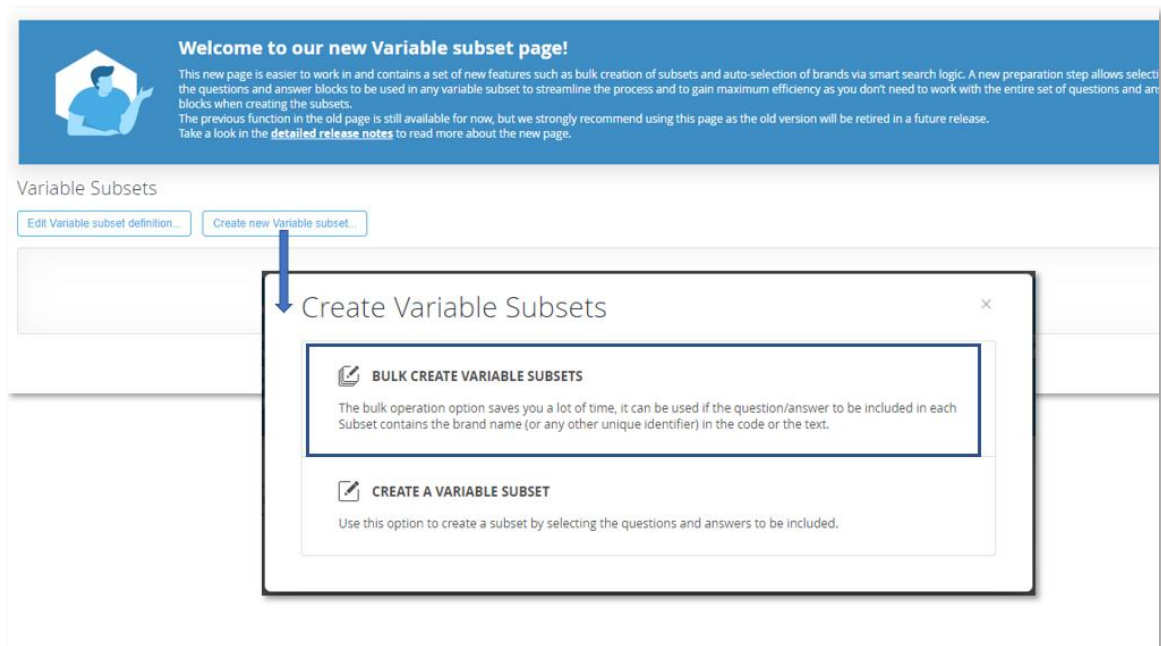 Welcome to our new Variable subset page!
This new page is easier to work in and contains a set of new features such as bulk creation of subsets and auto-selection of brands via smart search logic. A new preparation step allows selecti
the questions and answer blocks to be used in any variable subset to streamline the process and to gain maximum efficiency as you don't need to work with the entire set of questions and ans
blocks when creating the subsets.
The previous function in the old page is still available for now, but we strongly recommend using this page as the old version will be retired in a future release.
Take a look in the detailed release notes to read more about the new page.
Variable Subsets
Edit Variable subset definition... Create new Variable subset...
Create Variable Subsets ×
BULK CREATE VARIABLE SUBSETS
The bulk operation option saves you a lot of time, it can be used if the question/answer to be included in each
Subset contains the brand name (or any other unique identifier) in the code or the text.
CREATE A VARIABLE SUBSET
Use this option to create a subset by selecting the questions and answers to be included.